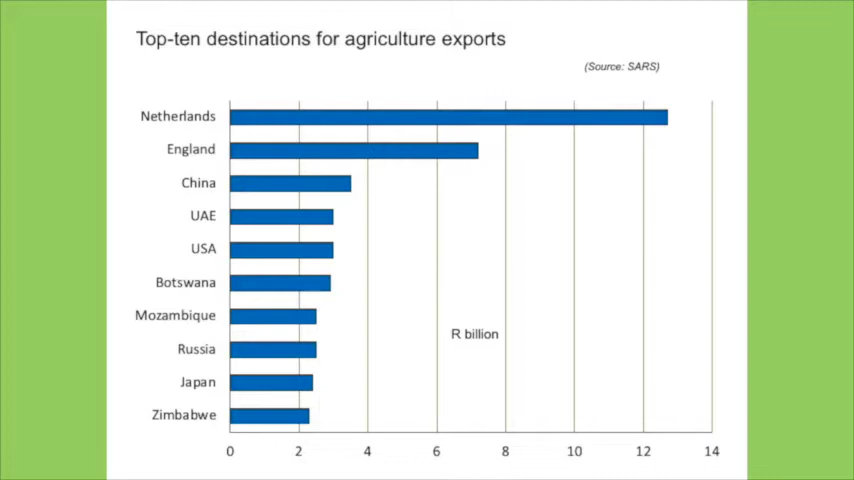 Top-ten destinations for agriculture exports
(Source: SARS)
Netherlands
England
China
UAE
USA
Botswana
Mozambique
R billion
Russia
Japan
Zimbabwe
0 2 4 6 8 10 12 14